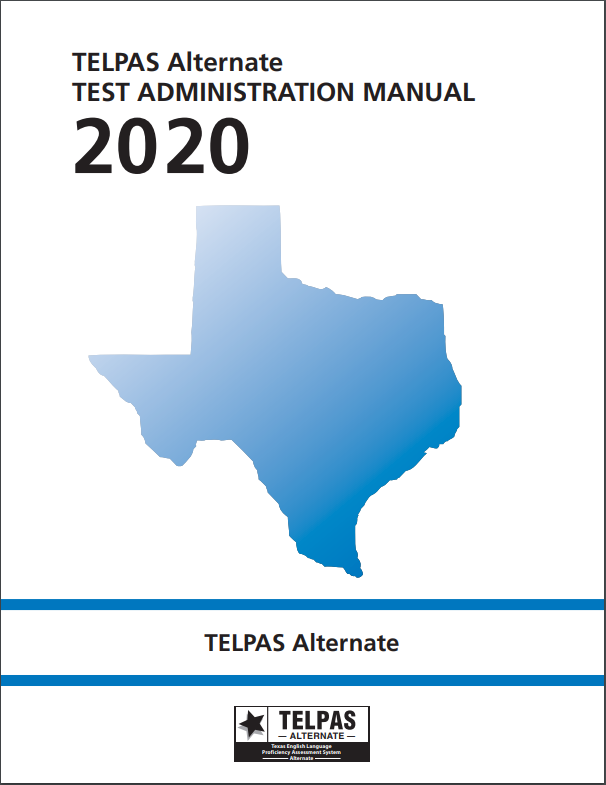 TELPAS Alternate
TEST ADMINISTRATION MANUAL
2020
TELPAS Alternate
TELPAS
— ALTERNATE —
Texas English Language
Proficiency Assessment System
Alternate